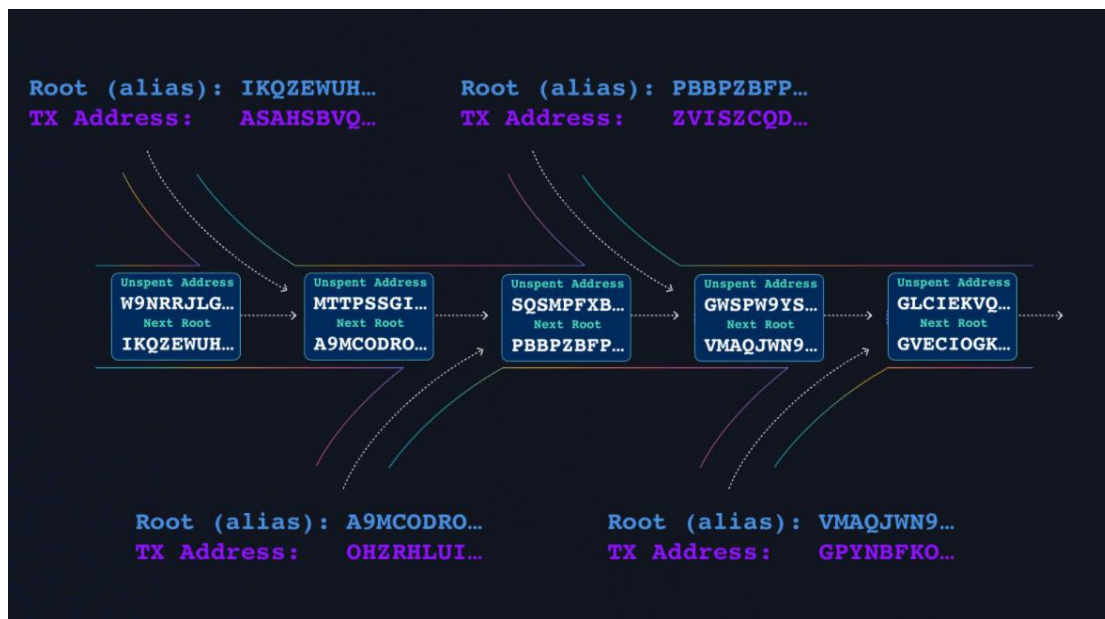 Root (alias): IKQZEWUH…
TX Address: ASAHSBVQ…
Root (alias): PBBPZBFP…
TX Address: ZVISZCQD…
Unspent Address
W9NRRJLG…
Next Root
IKQZEWUH…
Unspent Address
MTTPSSGI…
Next Root
A9MCODRO…
Unspent Address
SQSMPFXB…
Next Root
PBBPZBFP…
Unspent Address
GWSPW9YS…
Next Root
VMAQJWN9…
Unspent Address
GLCIEKVQ…
Next Root
GVECIOGK…
Root (alias): A9MCODRO…
TX Address: OHZRHLUI…
Root (alias): VMAQJWN9…
TX Address: GPYNBFKO…